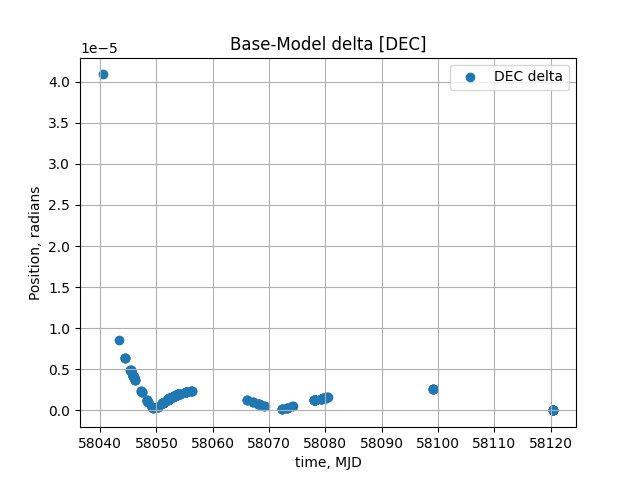 Base-Model delta [DEC]
1e−5
DEC delta
4.0
3.5
3.0
2.5
2.0
1.5
1.0
0.5
0.0
Position, radians
58040 58050 58060 58070 58080 58090 58100 58110 58120
time, MJD